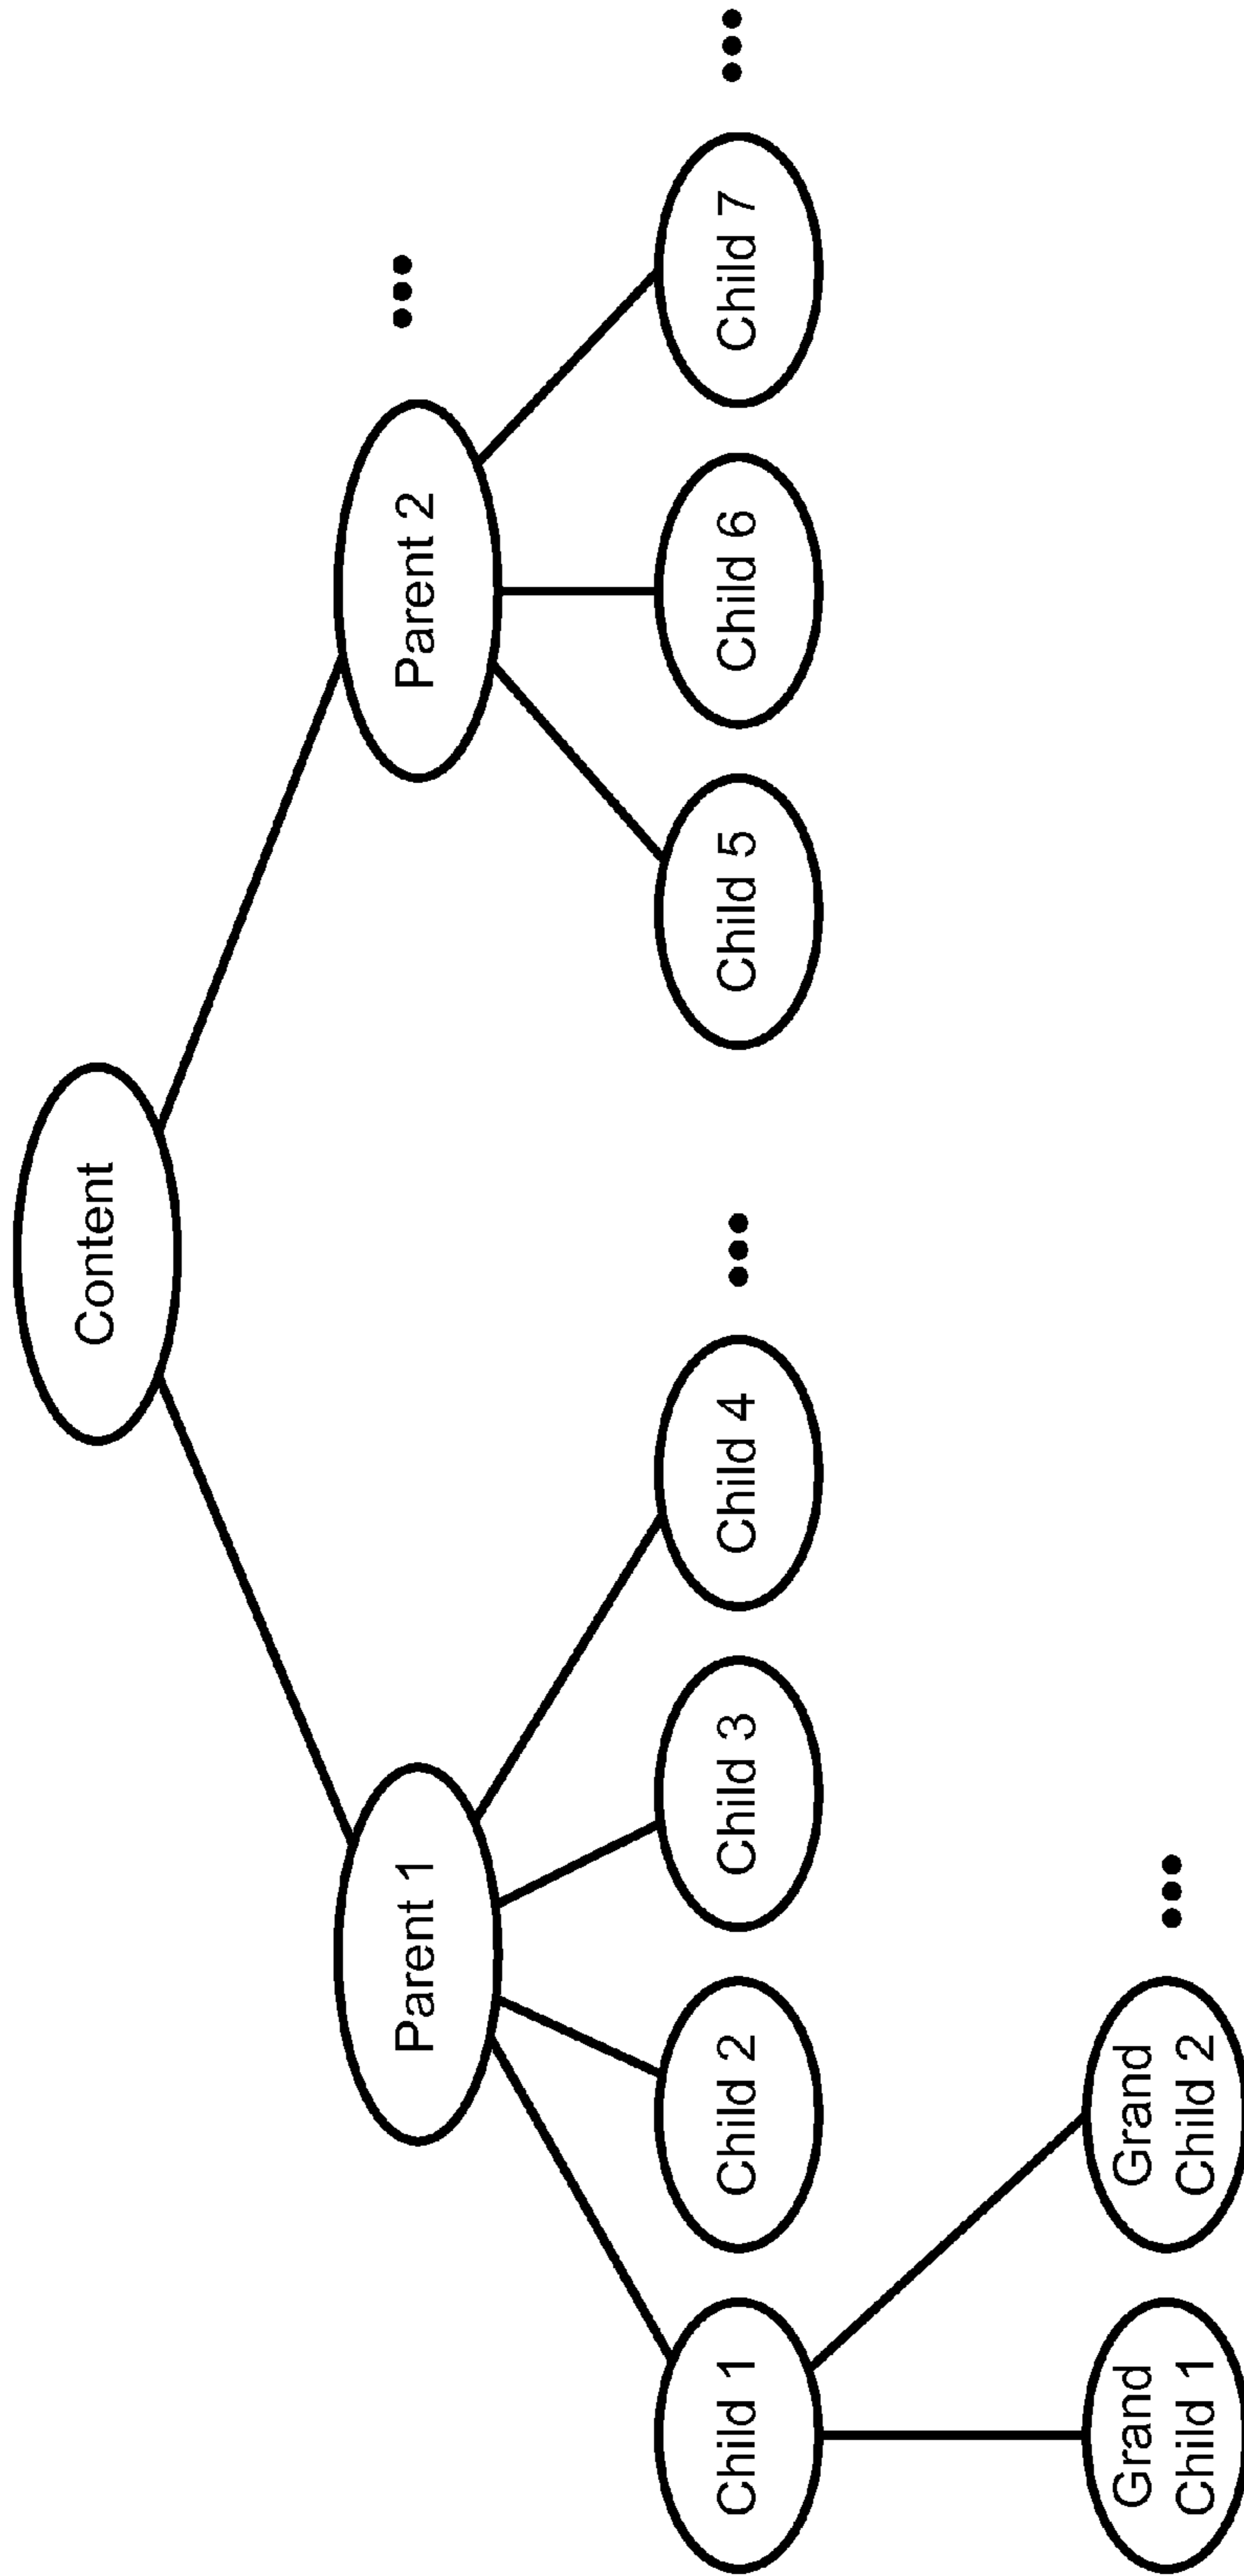 Content
Parent 1
Parent 2
...
Child 1
Child 2
Child 3
Child 4
...
Child 5
Child 6
Child 7
...
Grand
Child 1
Grand
Child 2
...